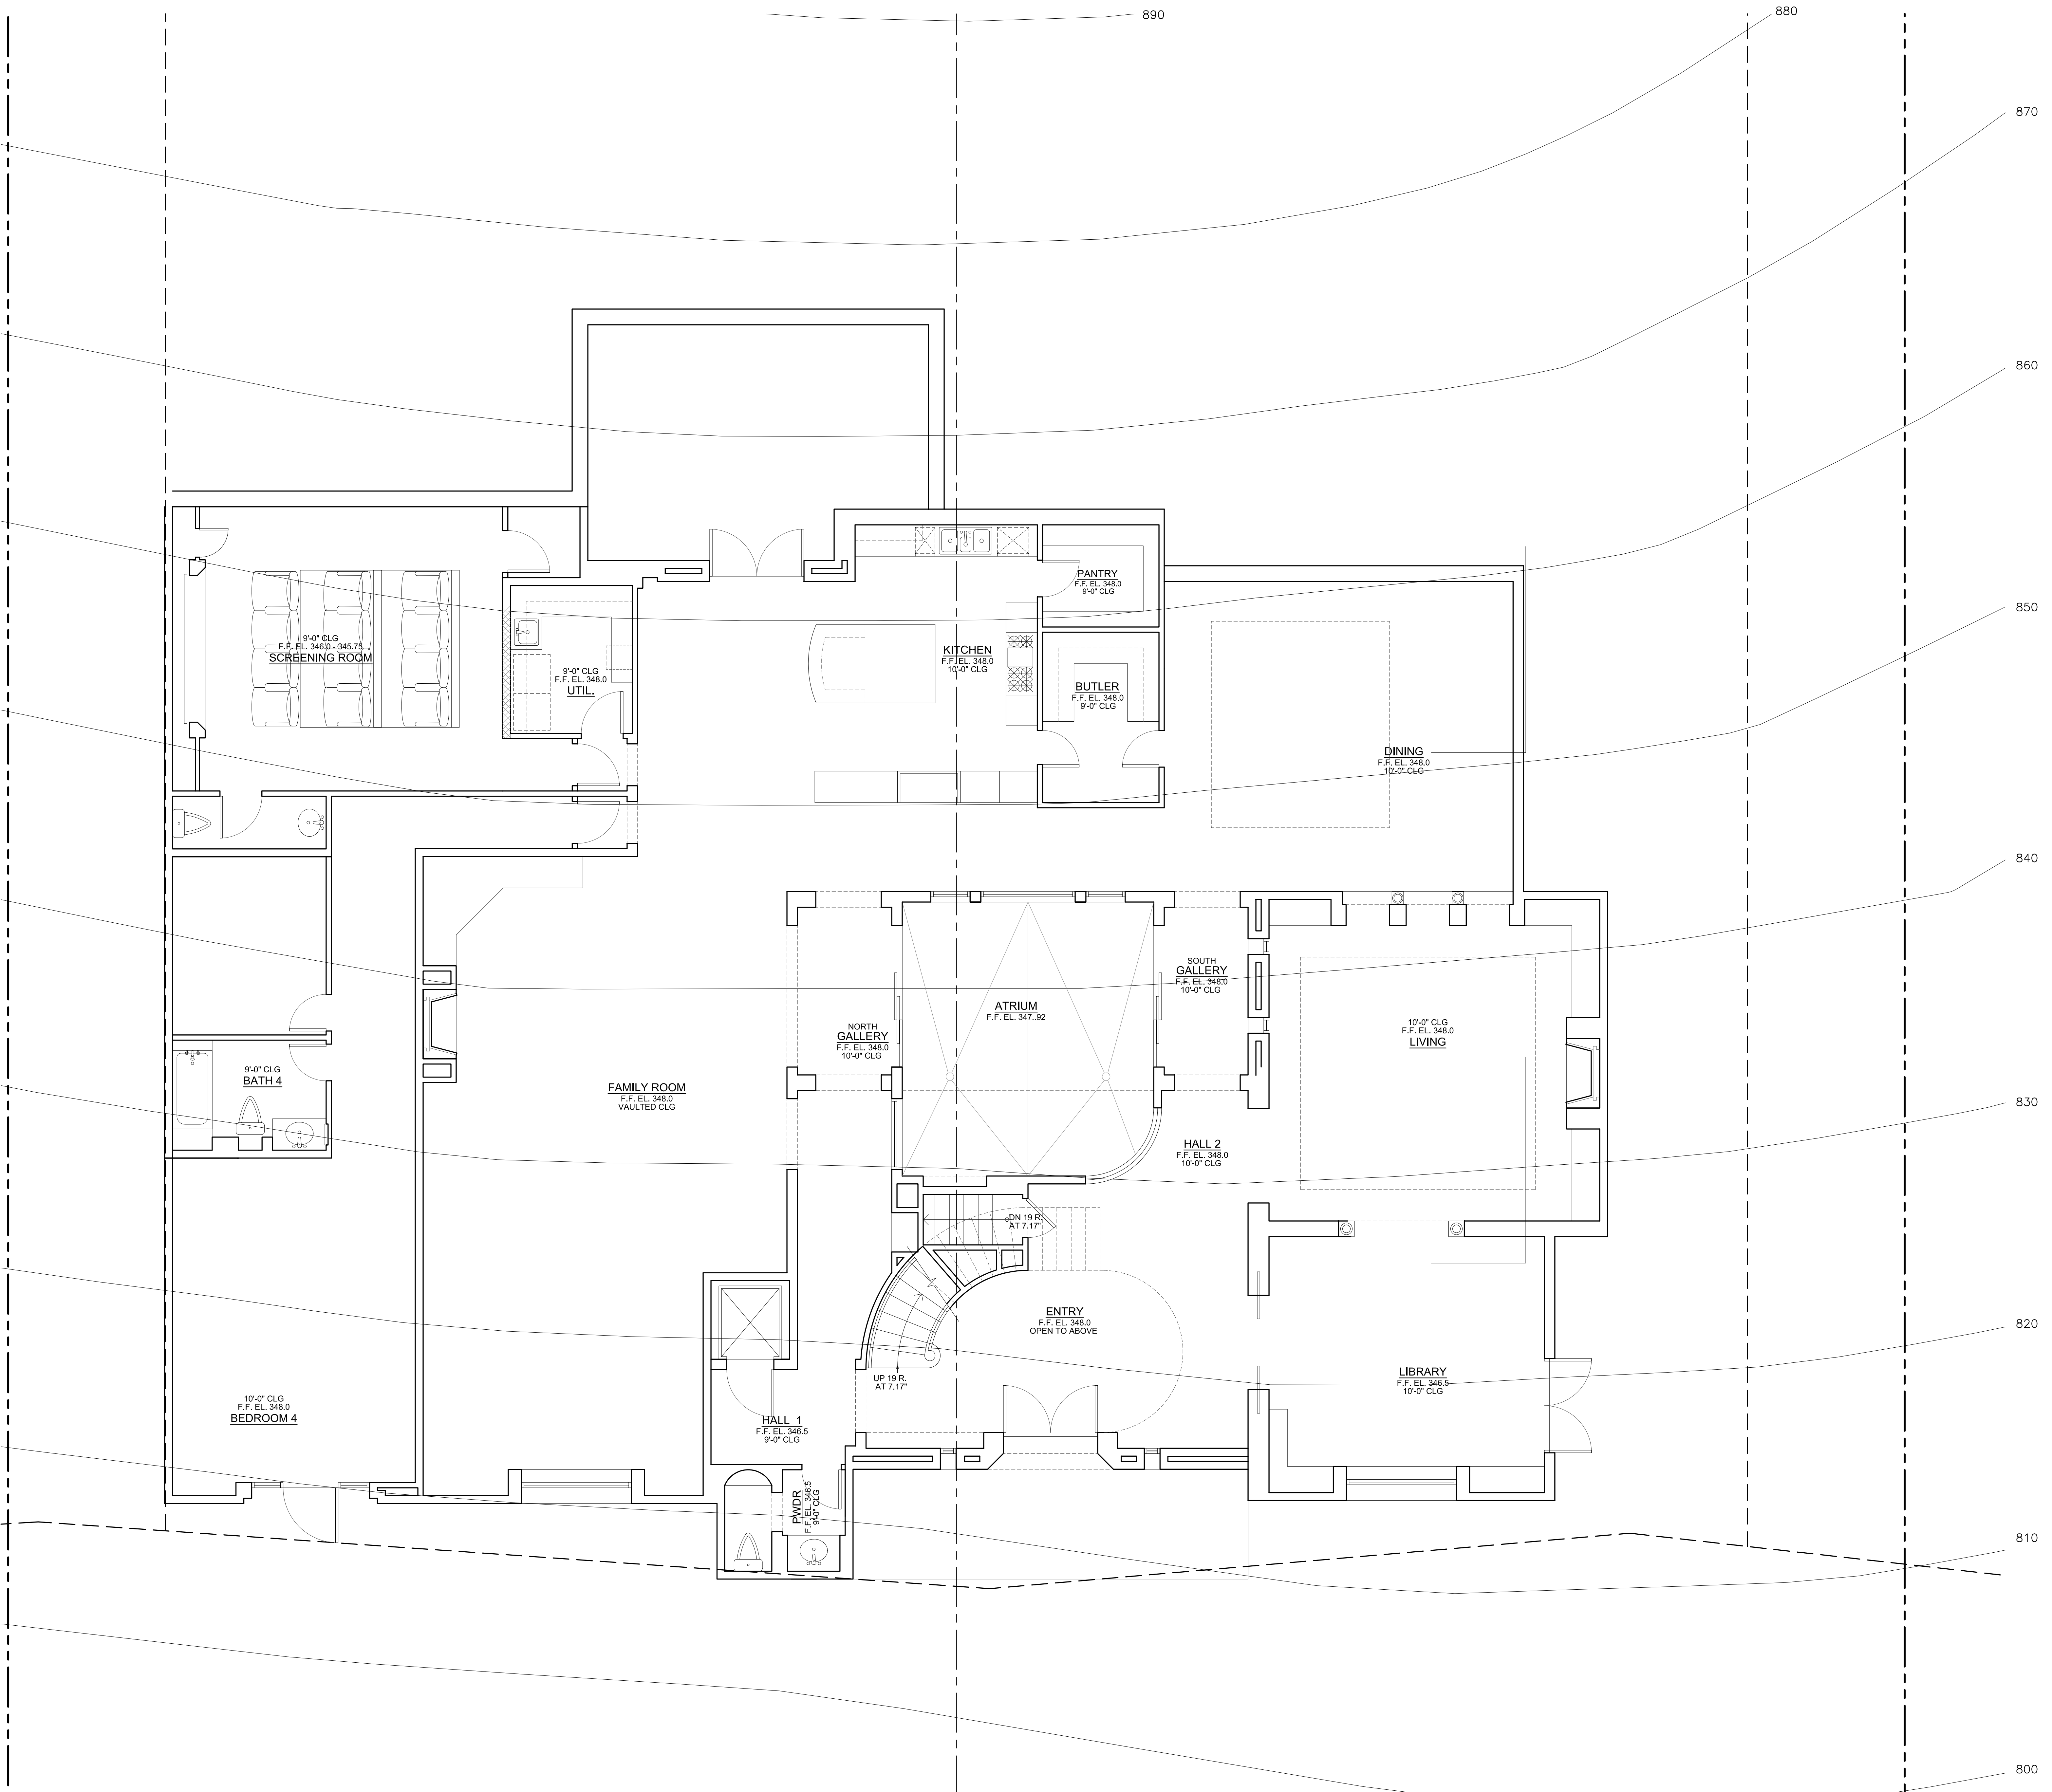 890
880
870
860
850
840
830
820
810
800
9'-0" CLG
F.F. EL. 346.0 - 345.75
SCREENING ROOM
9'-0" CLG
F.F. EL. 348.0
UTIL.
KITCHEN
F.F. EL. 348.0
10'-0" CLG
PANTRY
F.F. EL. 348.0
9'-0" CLG
BUTLER
F.F. EL. 348.0
9'-0" CLG
DINING
F.F. EL. 348.0
10'-0" CLG
SOUTH
GALLERY
F.F. EL. 348.0
10'-0" CLG
ATRIUM
F.F. EL. 347..92
NORTH
GALLERY
F.F. EL. 348.0
10'-0" CLG
10'-0" CLG
F.F. EL. 348.0
LIVING
9'-0" CLG
BATH 4
FAMILY ROOM
F.F. EL. 348.0
VAULTED CLG
HALL 2
F.F. EL. 348.0
10'-0" CLG
DN 19 R.
AT 7.17"
ENTRY
F.F. EL. 348.0
OPEN TO ABOVE
UP 19 R.
AT 7.17"
LIBRARY
F.F. EL. 346.5
10'-0" CLG
10'-0" CLG
F.F. EL. 348.0
BEDROOM 4
HALL 1
F.F. EL. 346.5
9'-0" CLG
PWDR
F.F. EL. 346.5
9'-0" CLG